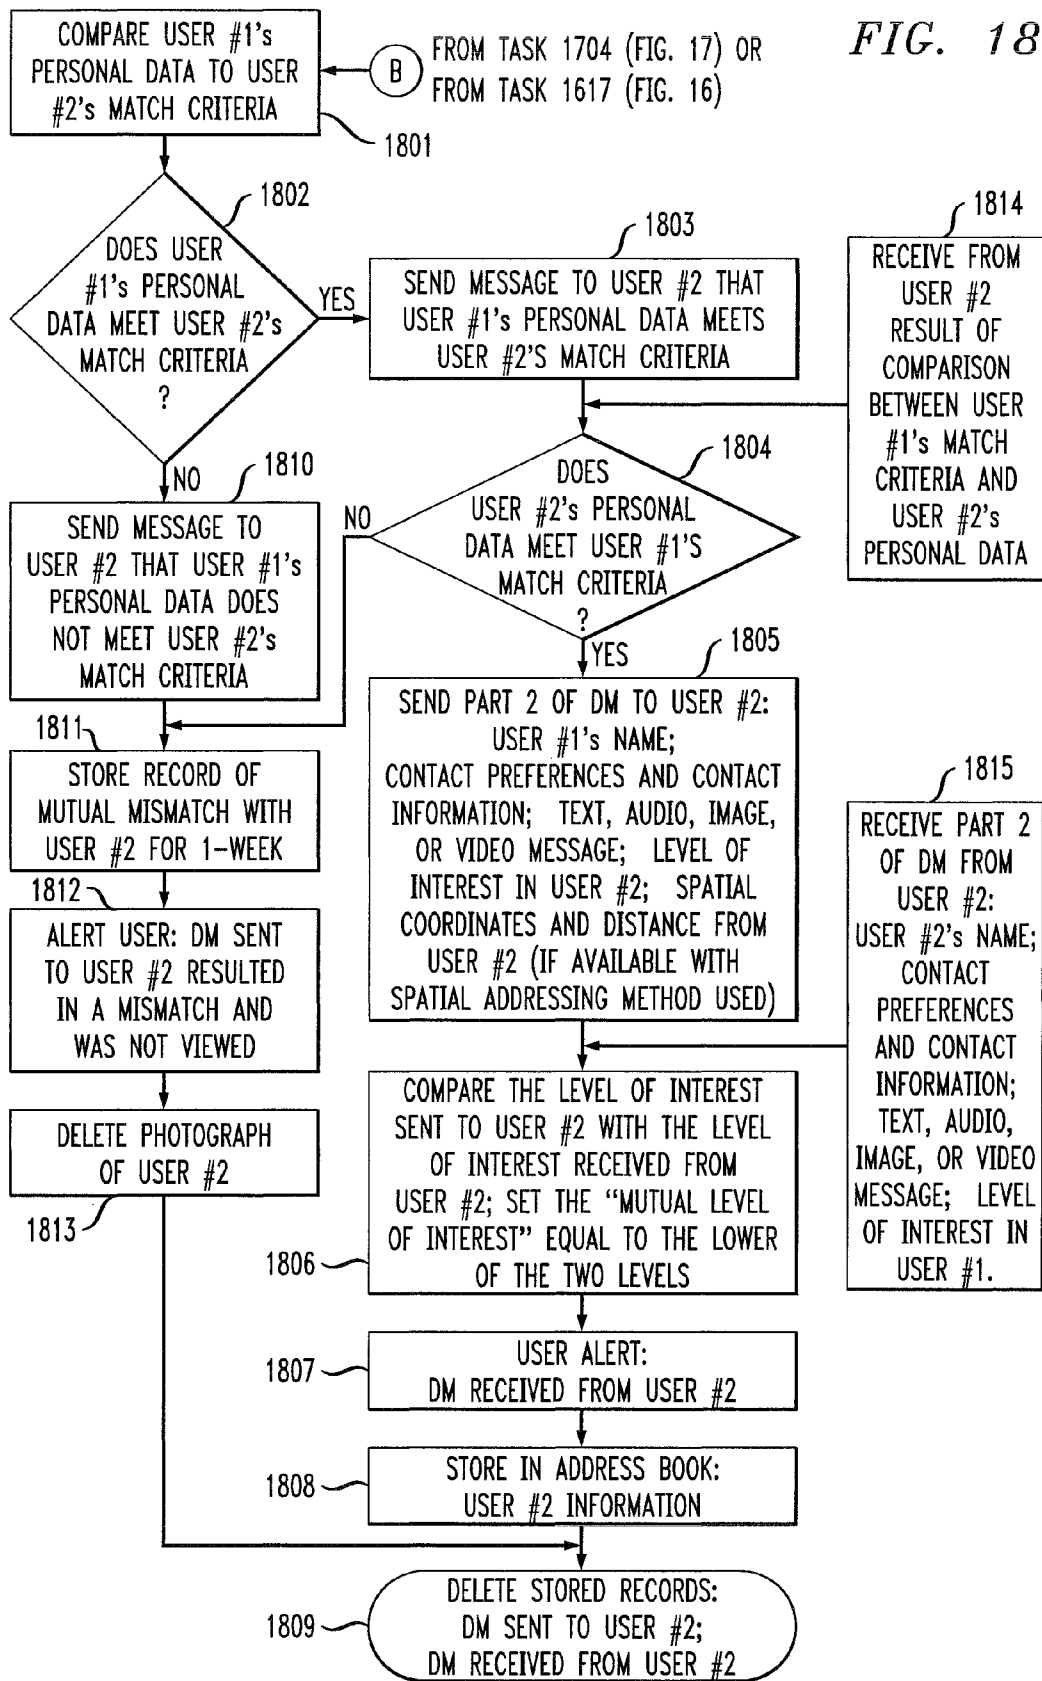 FIG. 18
COMPARE USER #1's
PERSONAL DATA TO USER
#2's MATCH CRITERIA
B
FROM TASK 1704 (FIG. 17) OR
FROM TASK 1617 (FIG. 16)
1801
1802
DOES USER
#1's PERSONAL
DATA MEET USER #2's
MATCH CRITERIA
?
YES
NO
1803
SEND MESSAGE TO USER #2 THAT
USER #1's PERSONAL DATA MEETS
USER #2'S MATCH CRITERIA
1814
RECEIVE FROM
USER #2
RESULT OF
COMPARISON
BETWEEN USER
#1's MATCH
CRITERIA AND
USER #2's
PERSONAL DATA
1804
DOES
USER #2's PERSONAL
DATA MEET USER #1'S
MATCH CRITERIA
?
NO
YES
1810
SEND MESSAGE TO
USER #2 THAT USER #1's
PERSONAL DATA DOES
NOT MEET USER #2's
MATCH CRITERIA
1811
STORE RECORD OF
MUTUAL MISMATCH WITH
USER #2 FOR 1-WEEK
1812
ALERT USER: DM SENT
TO USER #2 RESULTED
IN A MISMATCH AND
WAS NOT VIEWED
DELETE PHOTOGRAPH
OF USER #2
1813
1805
SEND PART 2 OF DM TO USER #2:
USER #1's NAME;
CONTACT PREFERENCES AND CONTACT
INFORMATION; TEXT, AUDIO, IMAGE,
OR VIDEO MESSAGE; LEVEL OF
INTEREST IN USER #2; SPATIAL
COORDINATES AND DISTANCE FROM
USER #2 (IF AVAILABLE WITH
SPATIAL ADDRESSING METHOD USED)
1815
RECEIVE PART 2
OF DM FROM
USER #2:
USER #2's NAME;
CONTACT
PREFERENCES
AND CONTACT
INFORMATION;
TEXT, AUDIO,
IMAGE, OR VIDEO
MESSAGE; LEVEL
OF INTEREST IN
USER #1.
COMPARE THE LEVEL OF INTEREST
SENT TO USER #2 WITH THE LEVEL
OF INTEREST RECEIVED FROM
USER #2; SET THE “MUTUAL LEVEL
OF INTEREST” EQUAL TO THE LOWER
OF THE TWO LEVELS
1806
1807
USER ALERT:
DM RECEIVED FROM USER #2
1808
STORE IN ADDRESS BOOK:
USER #2 INFORMATION
1809
DELETE STORED RECORDS:
DM SENT TO USER #2;
DM RECEIVED FROM USER #2